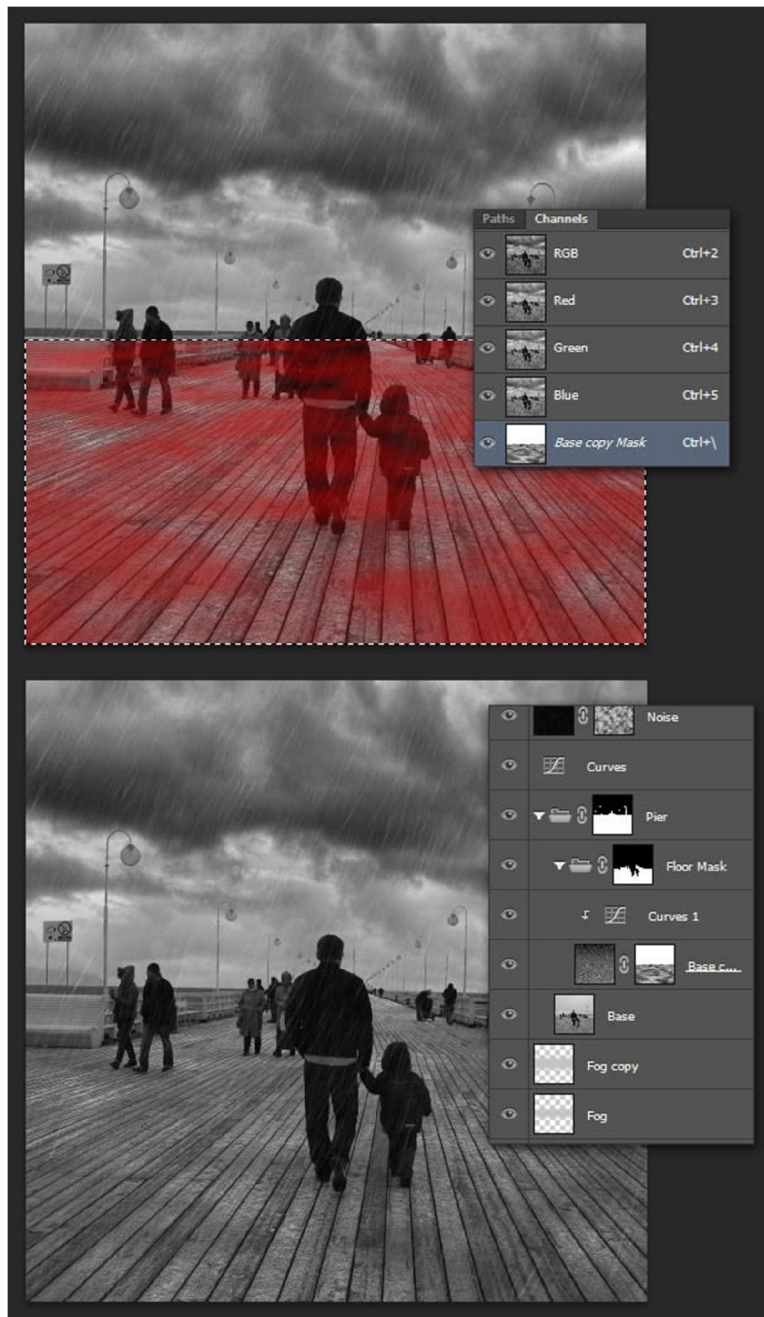 Paths Channels
RGB Ctrl+2
Red Ctrl+3
Green Ctrl+4
Blue Ctrl+5
Base copy Mask Ctrl+\
Noise
Curves
Pier
Floor Mask
Curves 1
Base c...
Base
Fog copy
Fog